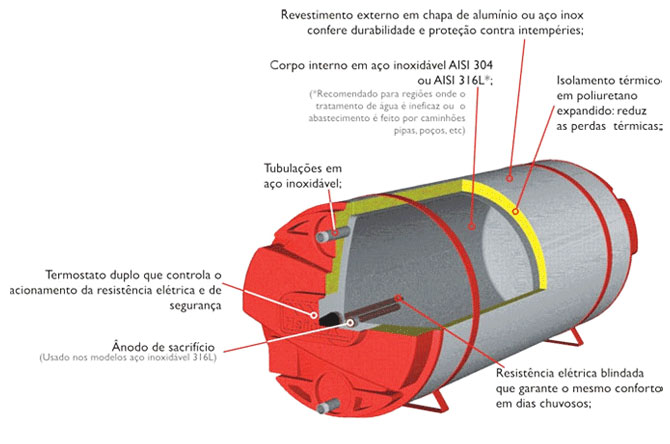 Revestimento externo em chapa de alumínio ou aço inox
confere durabilidade e proteção contra intempéries;
Corpo interno em aço inoxidável AISI 304
ou AISI 316L*;
(*Recomendado para regiões onde o
tratamento de água é ineficaz ou o
abastecimento é feito por caminhões
pipas, poços, etc)
Isolamento térmico
em poliuretano
expandido: reduz
as perdas térmicas;
Tubulações em
aço inoxidável;
Termostato duplo que controla o
acionamento da resistência elétrica e de
segurança
Ânodo de sacrifício
(Usado nos modelos aço inoxidável 316L)
Resistência elétrica blindada
que garante o mesmo conforto
em dias chuvosos;